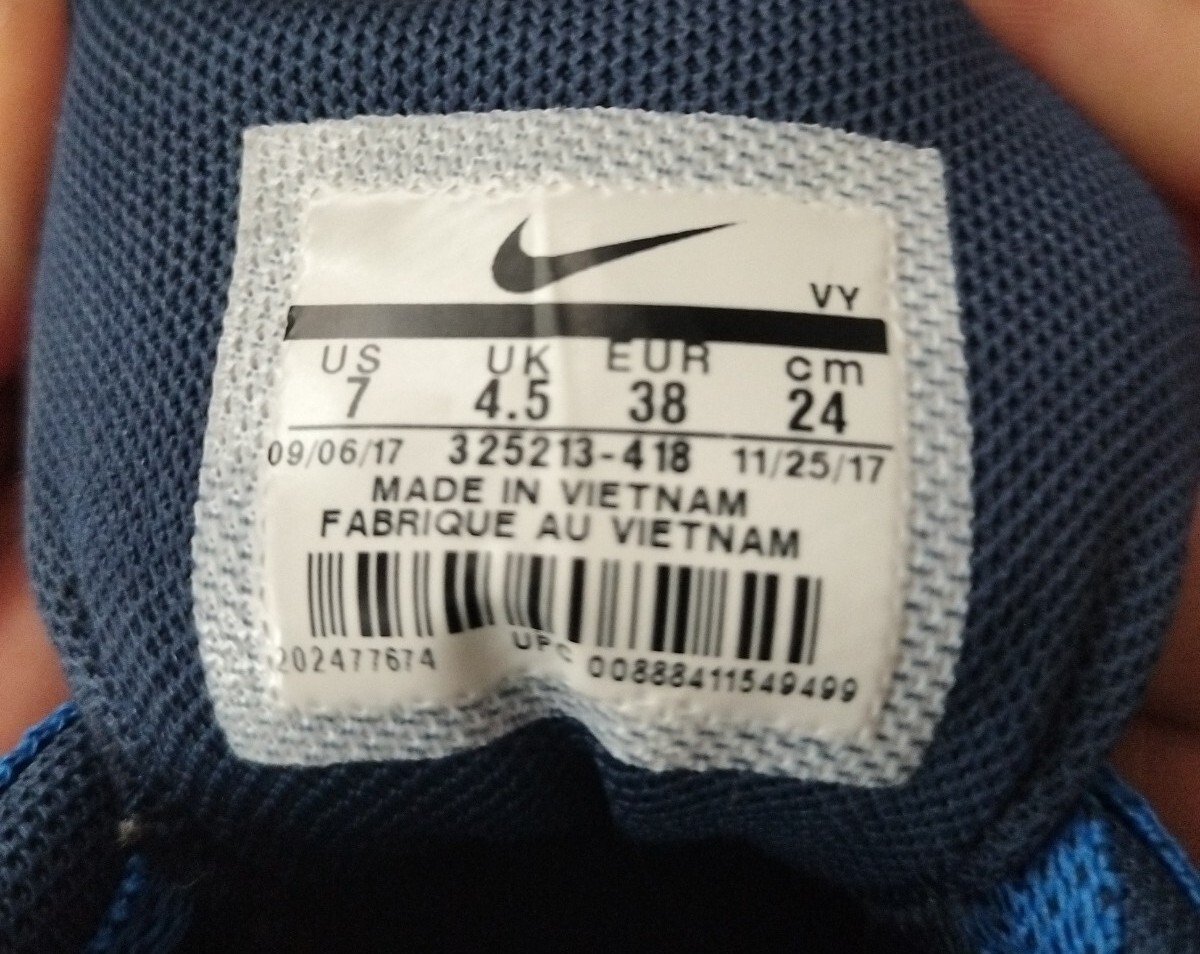 VY
US UK EUR cm
7 4.5 38 24
09/06/17 325213-418 11/25/17
MADE IN VIETNAM
FABRIQUE AU VIETNAM
202477674 UPC 00888411549499